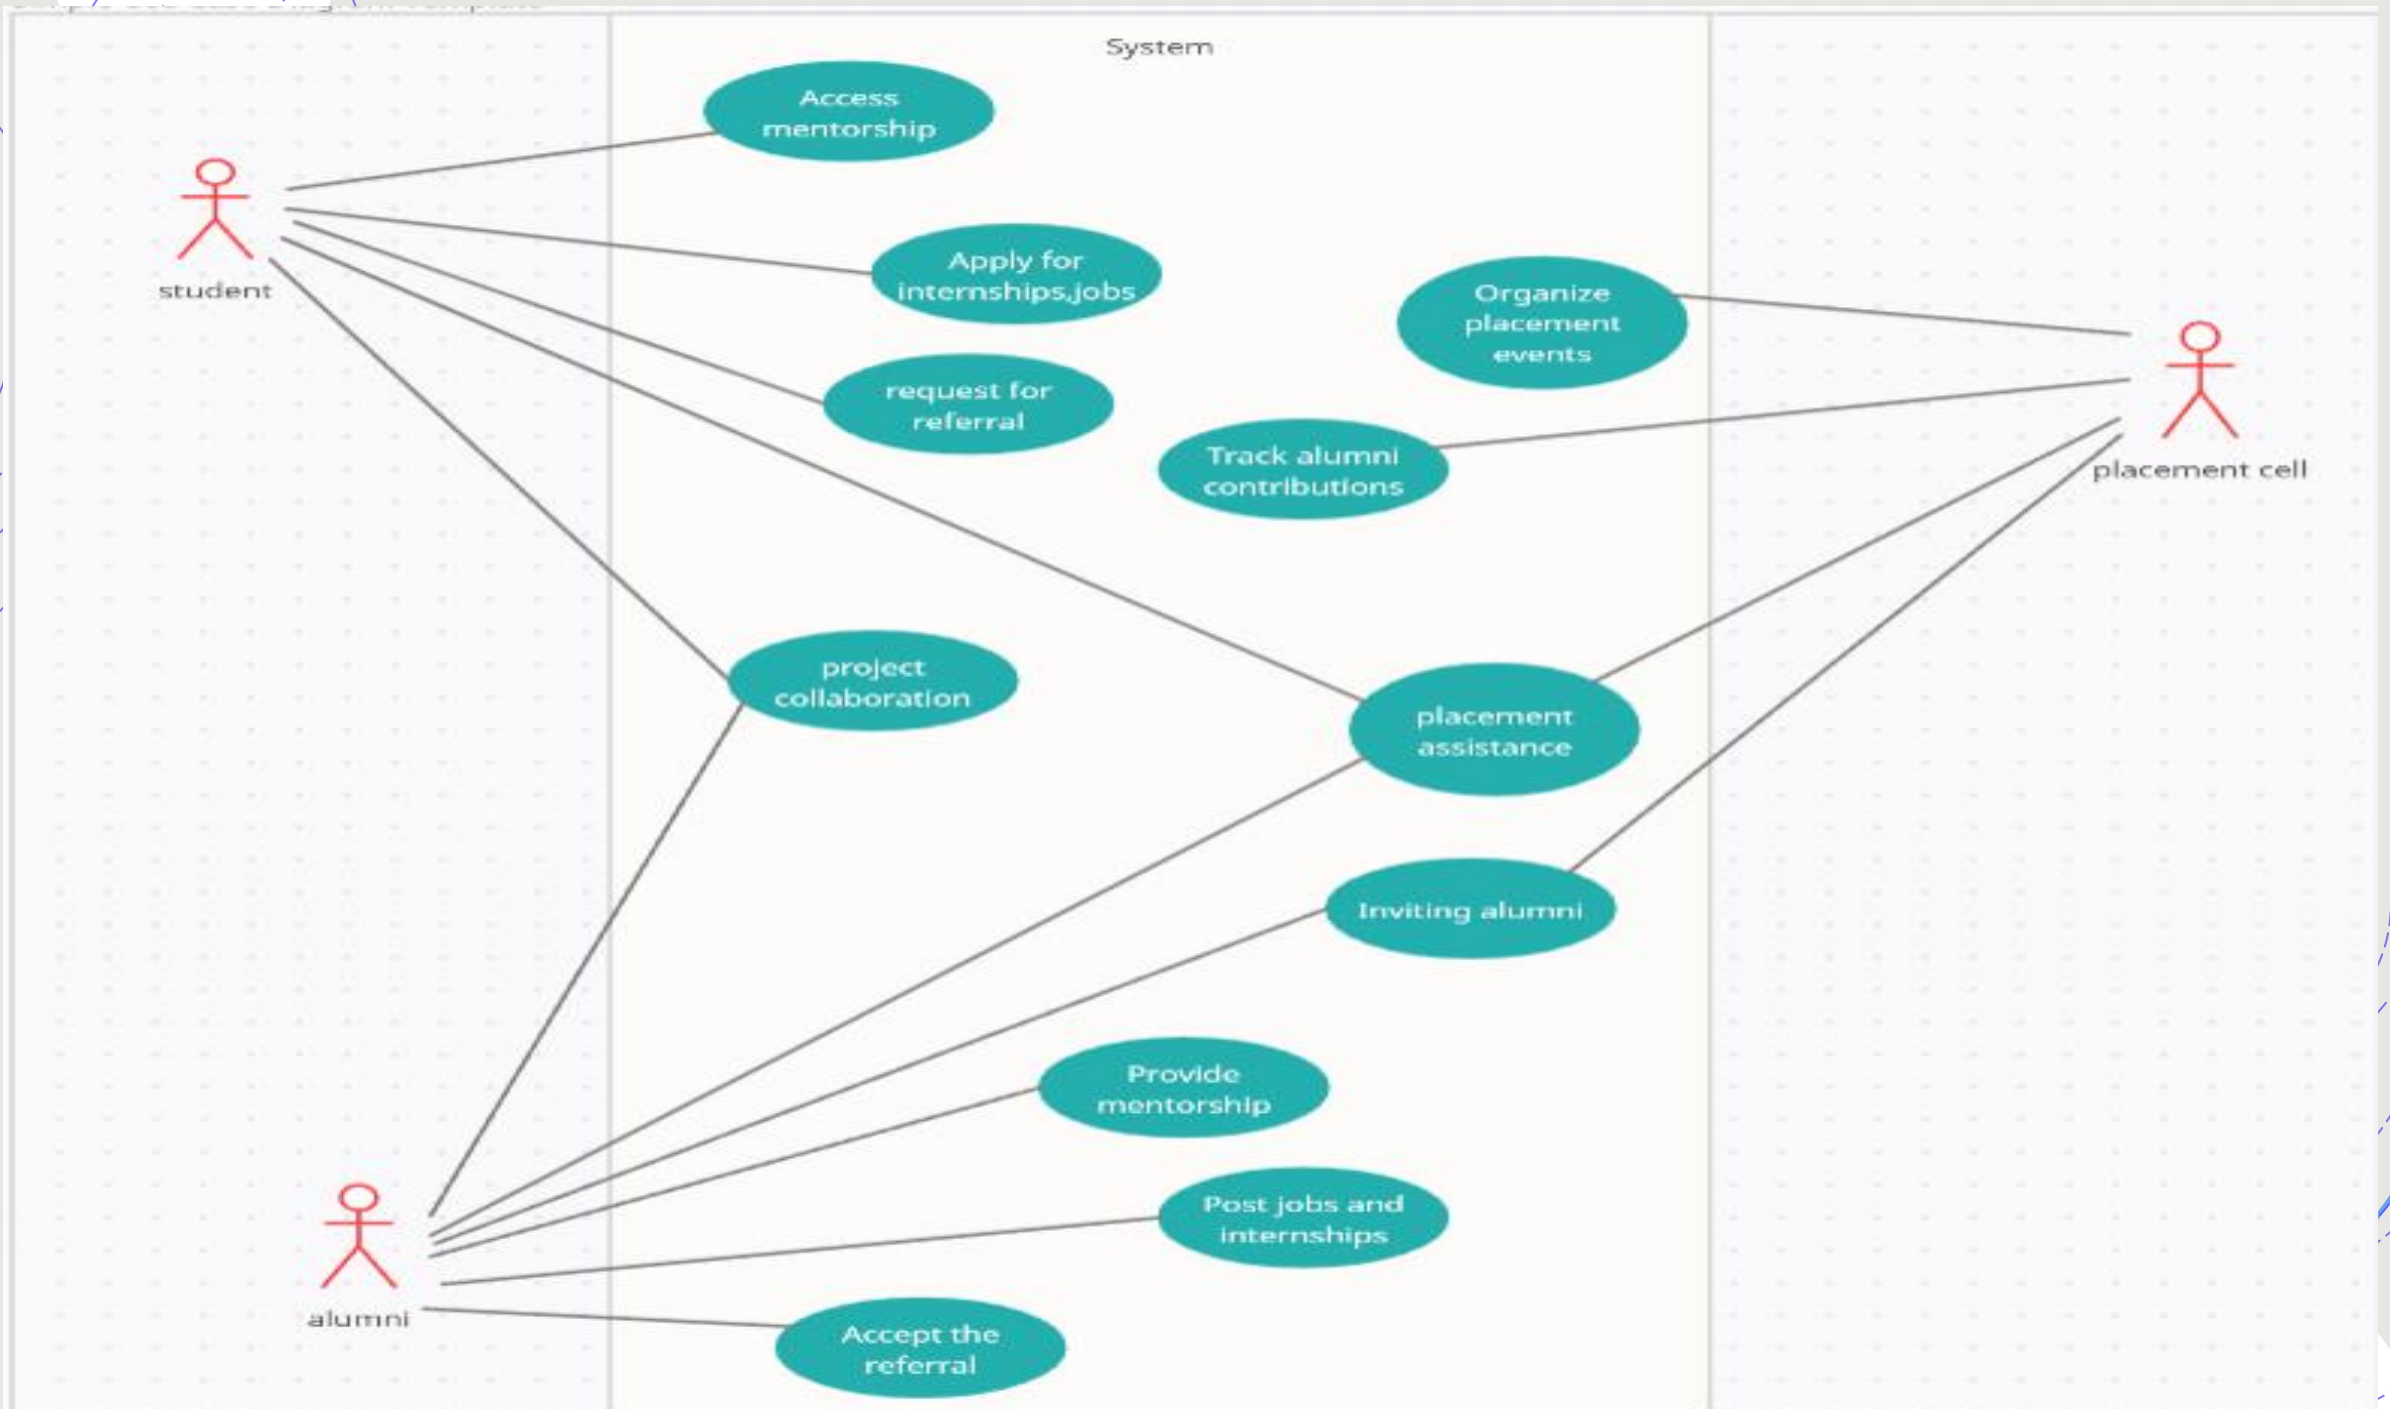 System
Access
mentorship
student
Apply for
internships,jobs
Organize
placement
events
request for
referral
Track alumni
contributions
placement cell
project
collaboration
placement
assistance
Inviting alumni
Provide
mentorship
Post jobs and
internships
alumni
Accept the
referral